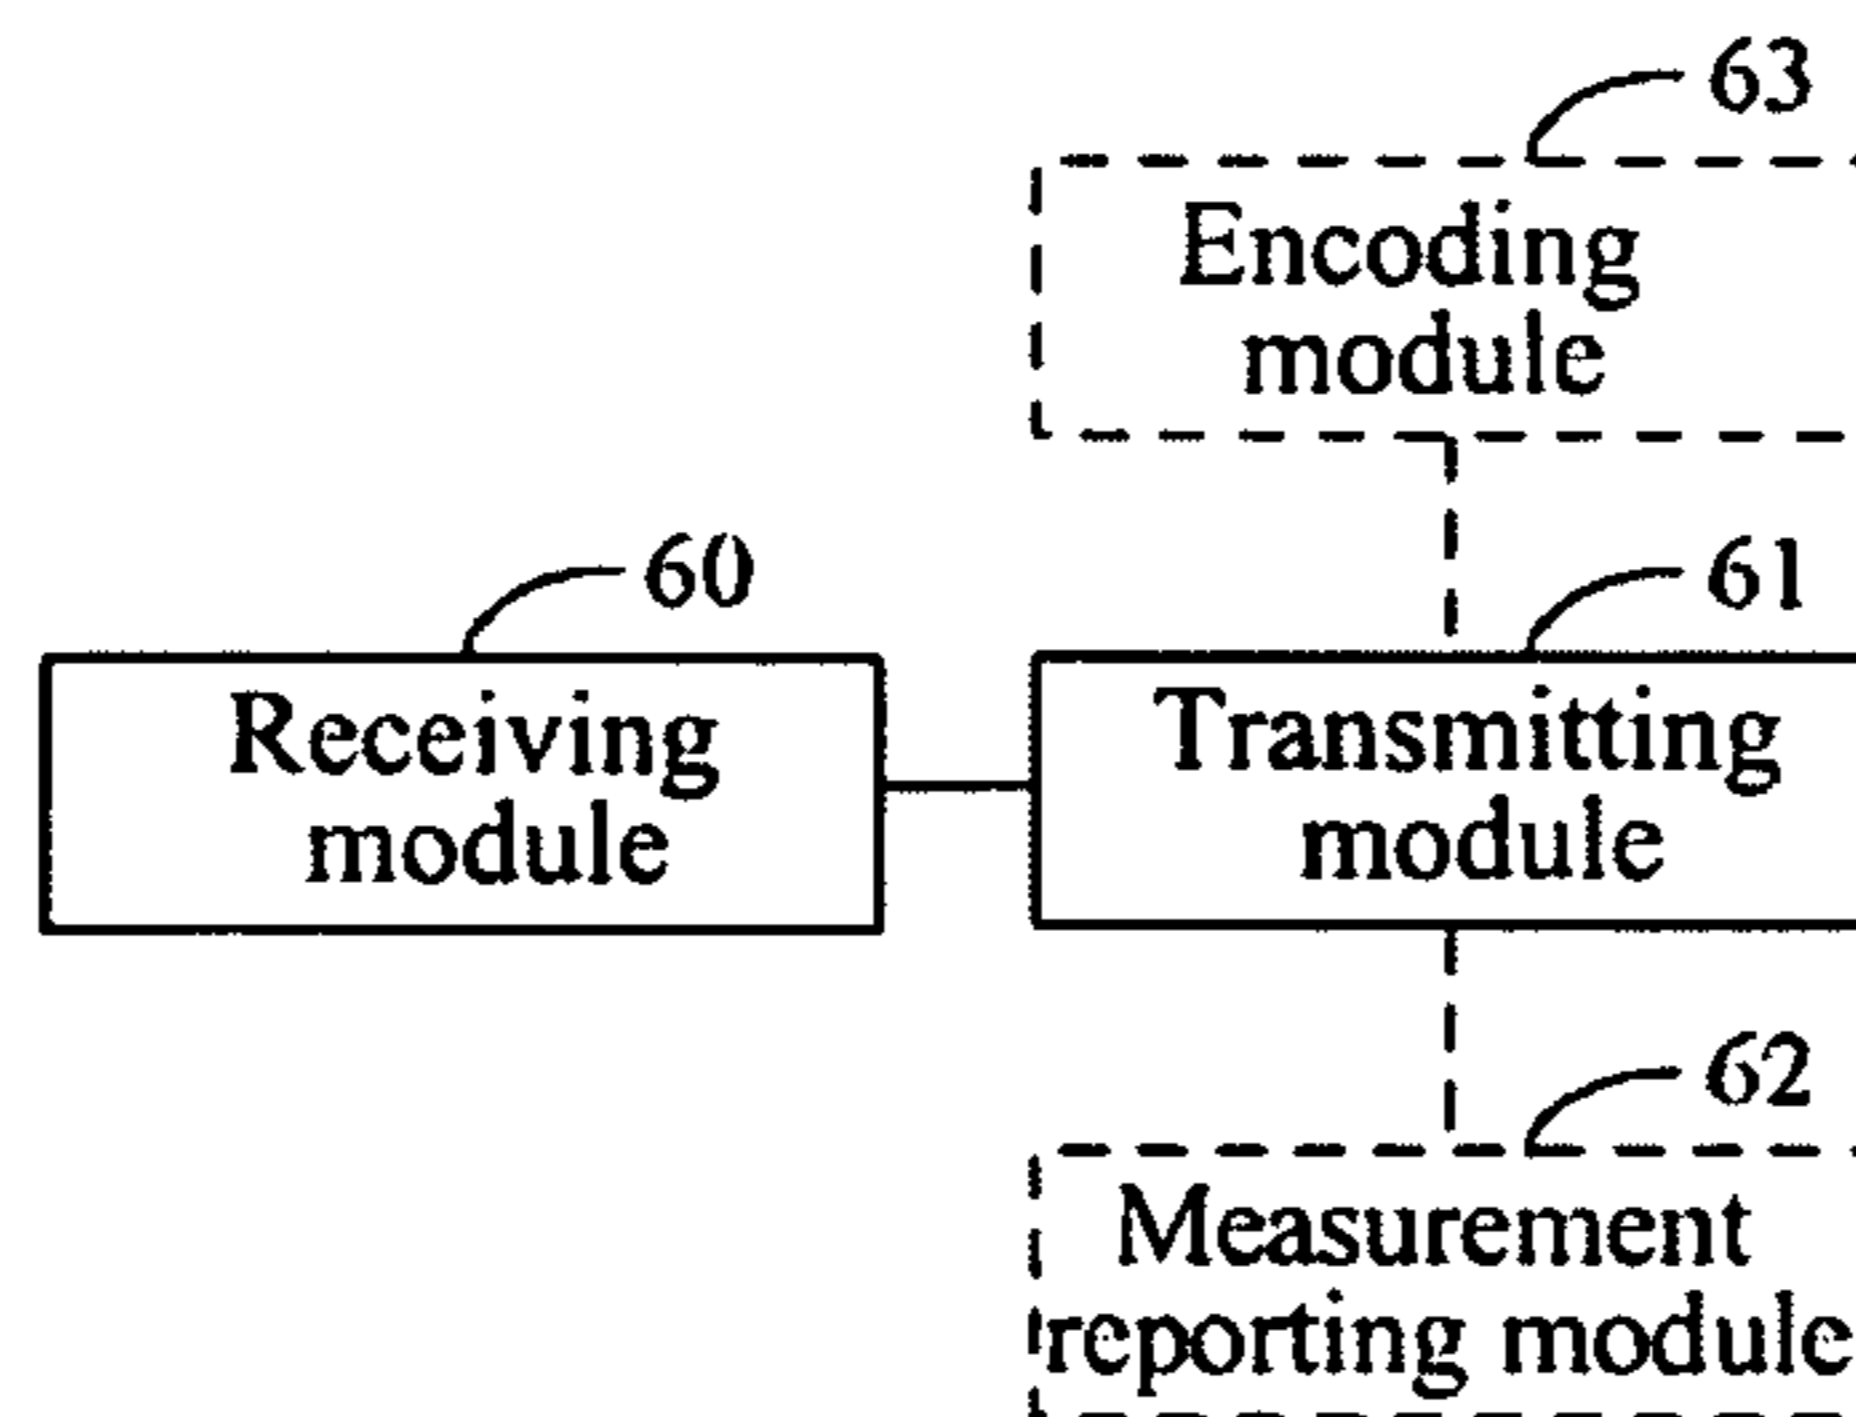 63
Encoding
module
60
61
Receiving
module
Transmitting
module
62
Measurement
reporting module